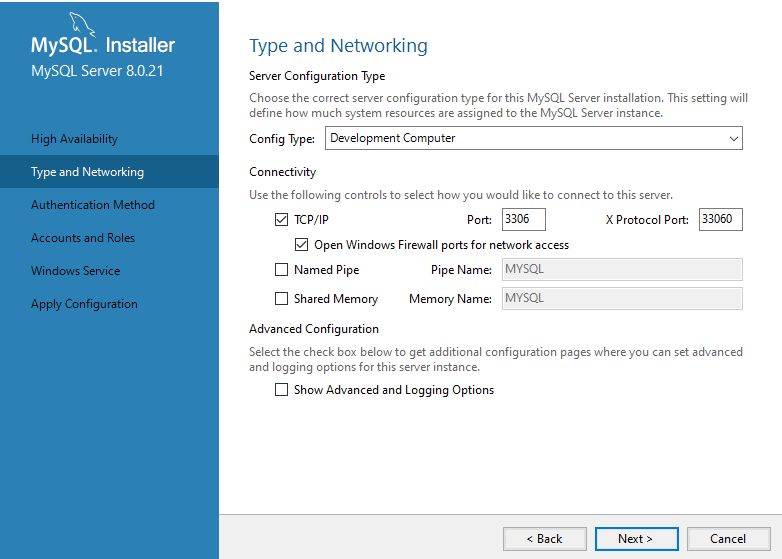 MySQL. Installer
MySQL Server 8.0.21
High Availability
Type and Networking
Authentication Method
Accounts and Roles
Windows Service
Apply Configuration
Type and Networking
Server Configuration Type
Choose the correct server configuration type for this MySQL Server installation. This setting will
define how much system resources are assigned to the MySQL Server instance.
Config Type: Development Computer
Connectivity
Use the following controls to select how you would like to connect to this server.
TCP/IP Port: 3306 X Protocol Port: 33060
Open Windows Firewall ports for network access
Named Pipe Pipe Name: MYSQL
Shared Memory Memory Name: MYSQL
Advanced Configuration
Select the check box below to get additional configuration pages where you can set advanced
and logging options for this server instance.
Show Advanced and Logging Options
< Back Next > Cancel